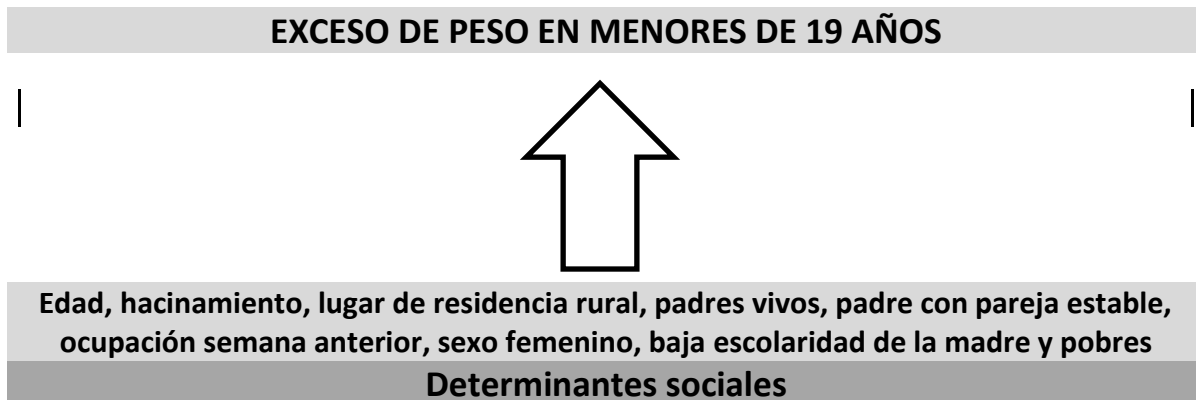 EXCESO DE PESO EN MENORES DE 19 AÑOS
Edad, hacinamiento, lugar de residencia rural, padres vivos, padre con pareja estable,
ocupación semana anterior, sexo femenino, baja escolaridad de la madre y pobres
Determinantes sociales